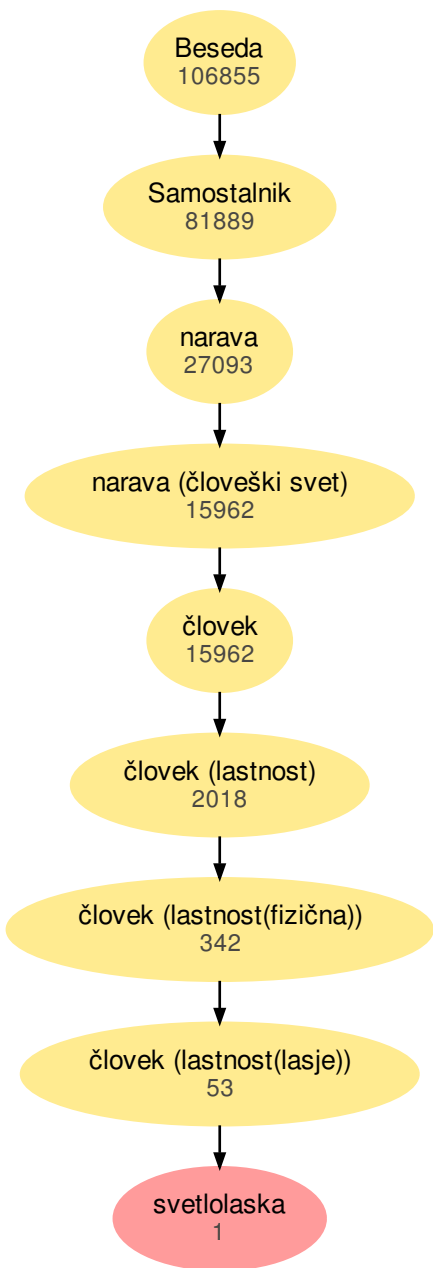 Beseda
106855
Samostalnik
81889
narava
27093
narava (človeški svet)
15962
človek
15962
človek (lastnost)
2018
človek (lastnost(fizična))
342
človek (lastnost(lasje))
53
svetlolaska
1